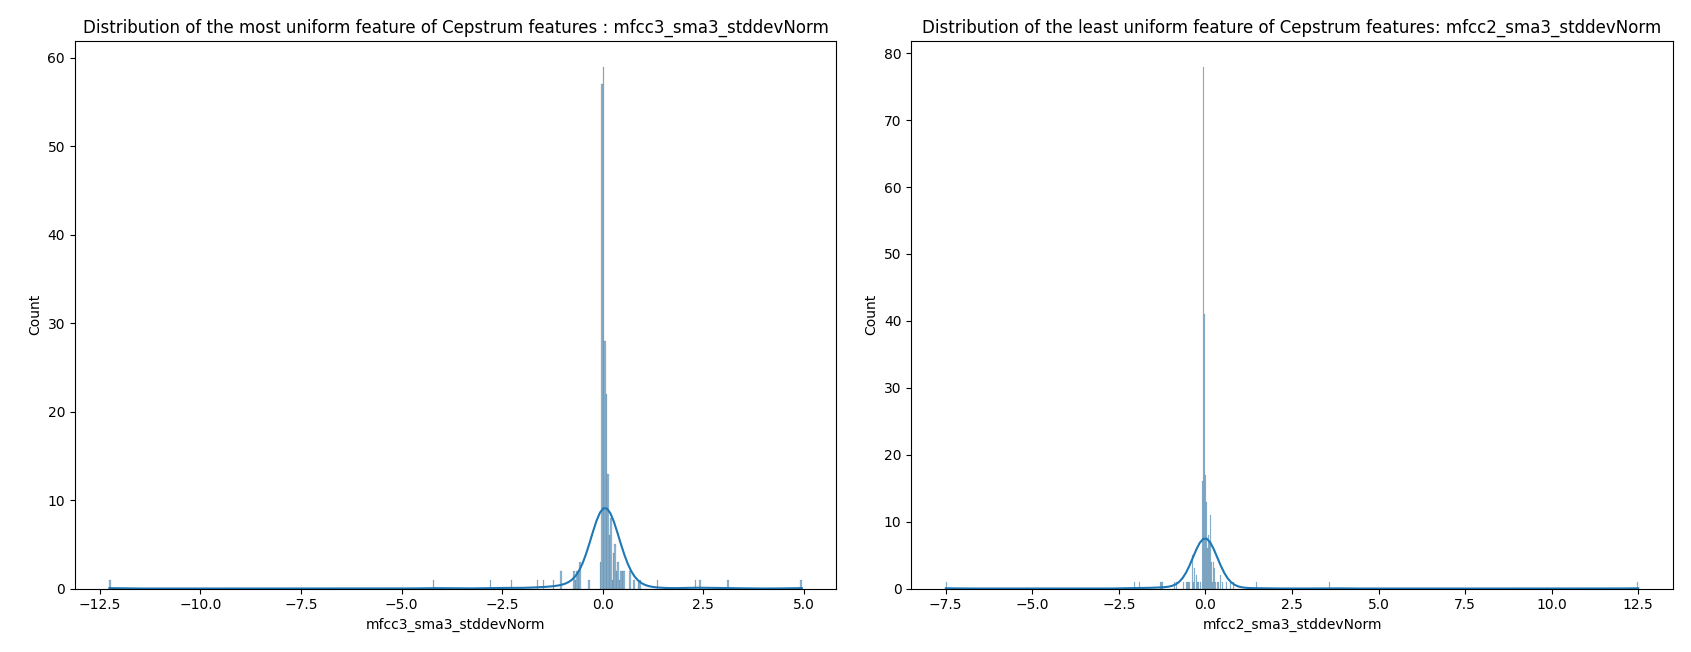 Distribution of the most uniform feature of Cepstrum features : mfcc3_sma3_stddevNorm
60
50
40
30
20
10
0
Count
−12.5 −10.0 −7.5 −5.0 −2.5 0.0 2.5 5.0
mfcc3_sma3_stddevNorm
Distribution of the least uniform feature of Cepstrum features: mfcc2_sma3_stddevNorm
80
70
60
50
40
30
20
10
0
Count
−7.5 −5.0 −2.5 0.0 2.5 5.0 7.5 10.0 12.5
mfcc2_sma3_stddevNorm